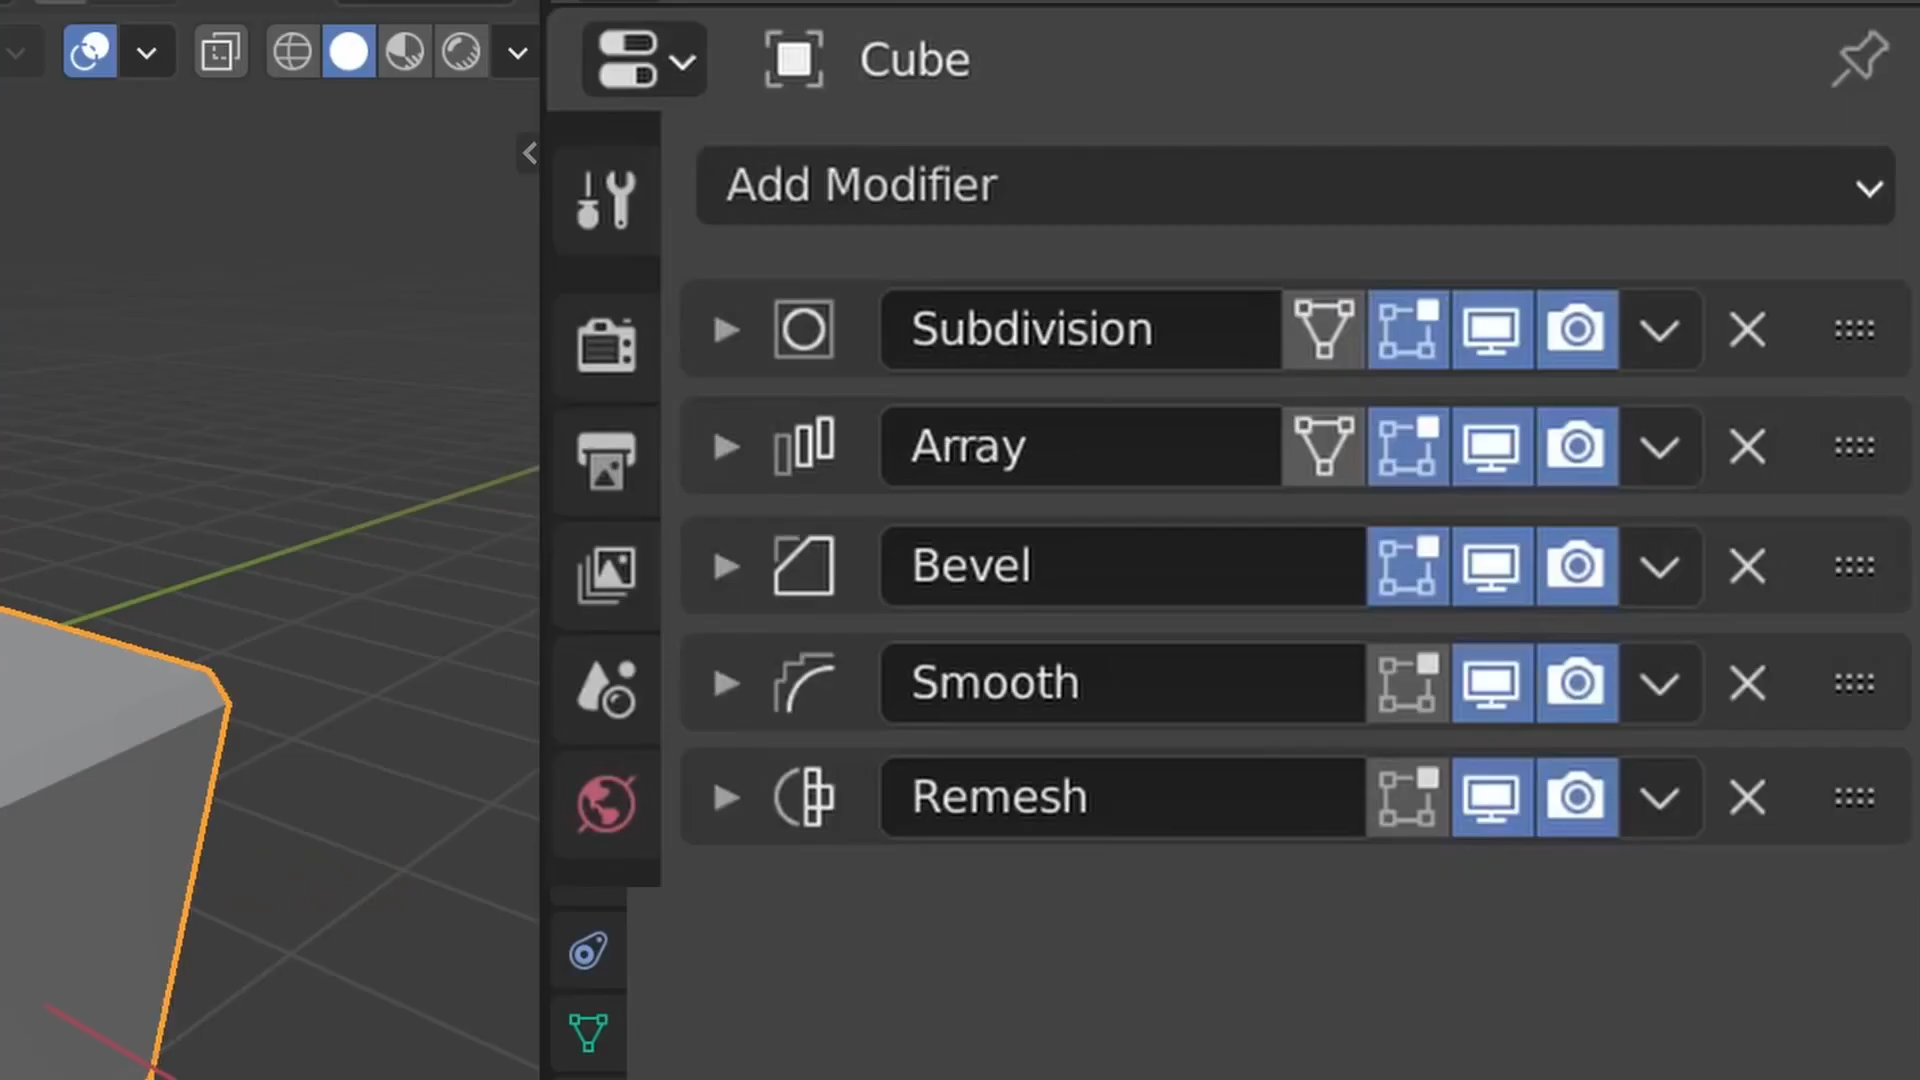 Cube
Add Modifier
Subdivision
Array
Bevel
Smooth
Remesh